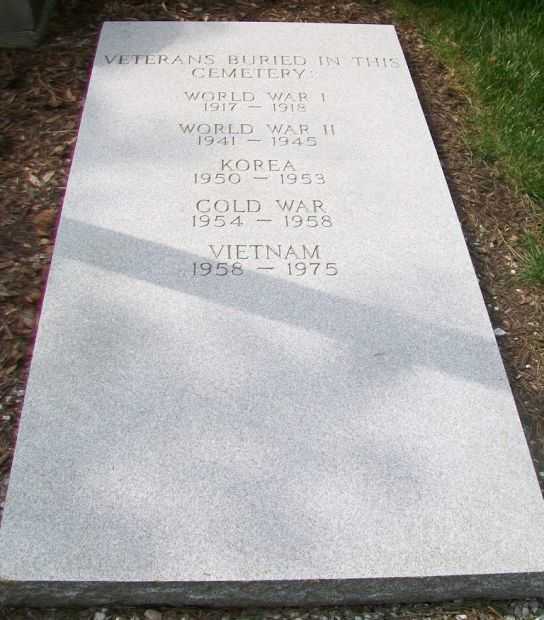 VETERANS BURIED IN THIS
CEMETERY:
WORLD WAR I
1917 – 1918
WORLD WAR II
1941 – 1945
KOREA
1950 – 1953
COLD WAR
1954 – 1958
VIETNAM
1958 – 1975